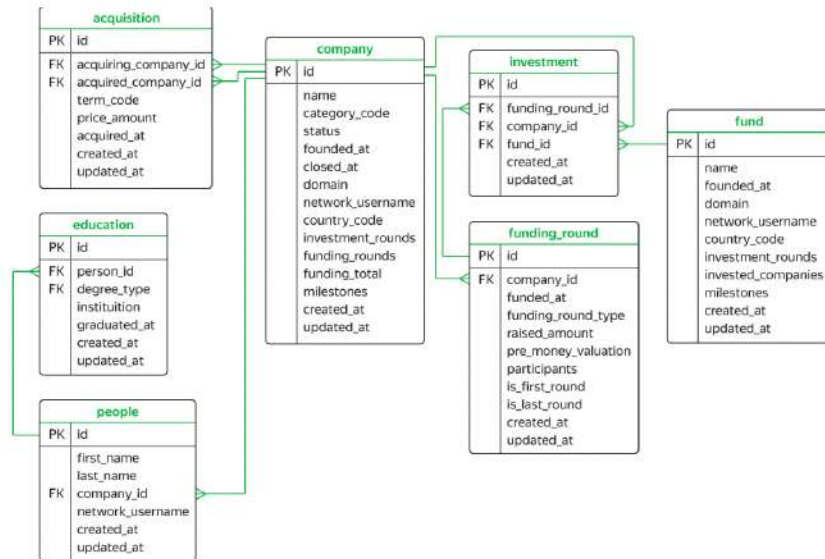 acquisition
PK id
FK acquiring_company_id
FK acquired_company_id
term_code
price_amount
acquired_at
created_at
updated_at
company
PK id
name
category_code
status
founded_at
closed_at
domain
network_username
country_code
investment_rounds
funding_rounds
funding_total
milestones
created_at
updated_at
investment
PK id
FK funding_round_id
FK company_id
FK fund_id
created_at
updated_at
fund
PK id
name
founded_at
domain
network_username
country_code
investment_rounds
invested_companies
milestones
created_at
updated_at
education
PK id
FK person_id
FK degree_type
instituition
graduated_at
created_at
updated_at
funding_round
PK id
FK company_id
funded_at
funding_round_type
raised_amount
pre_money_valuation
participants
is_first_round
is_last_round
created_at
updated_at
people
PK id
first_name
last_name
FK company_id
network_username
created_at
updated_at